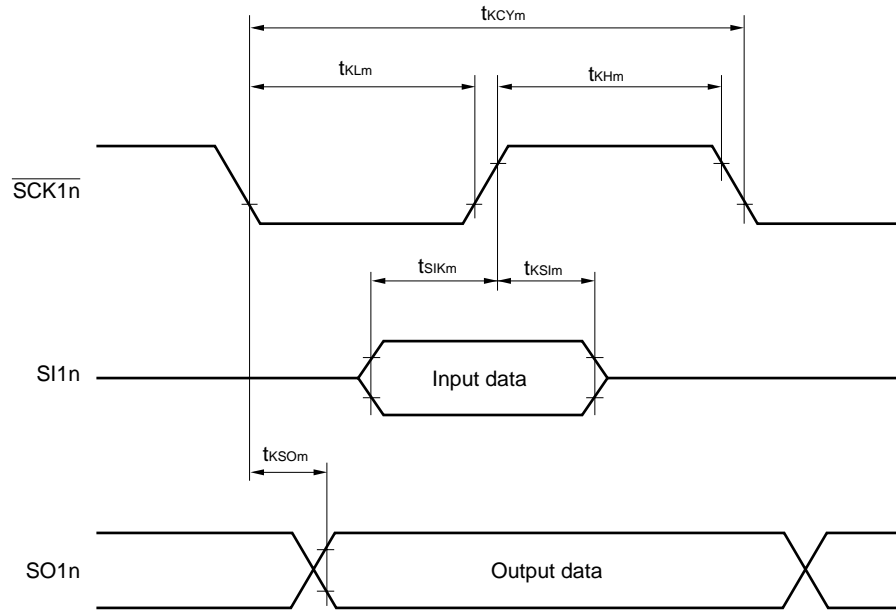 tKCYm
tKLm
tKHm
SCK1n
tSIKm
tKSIm
SI1n
Input data
tKSOm
SO1n
Output data